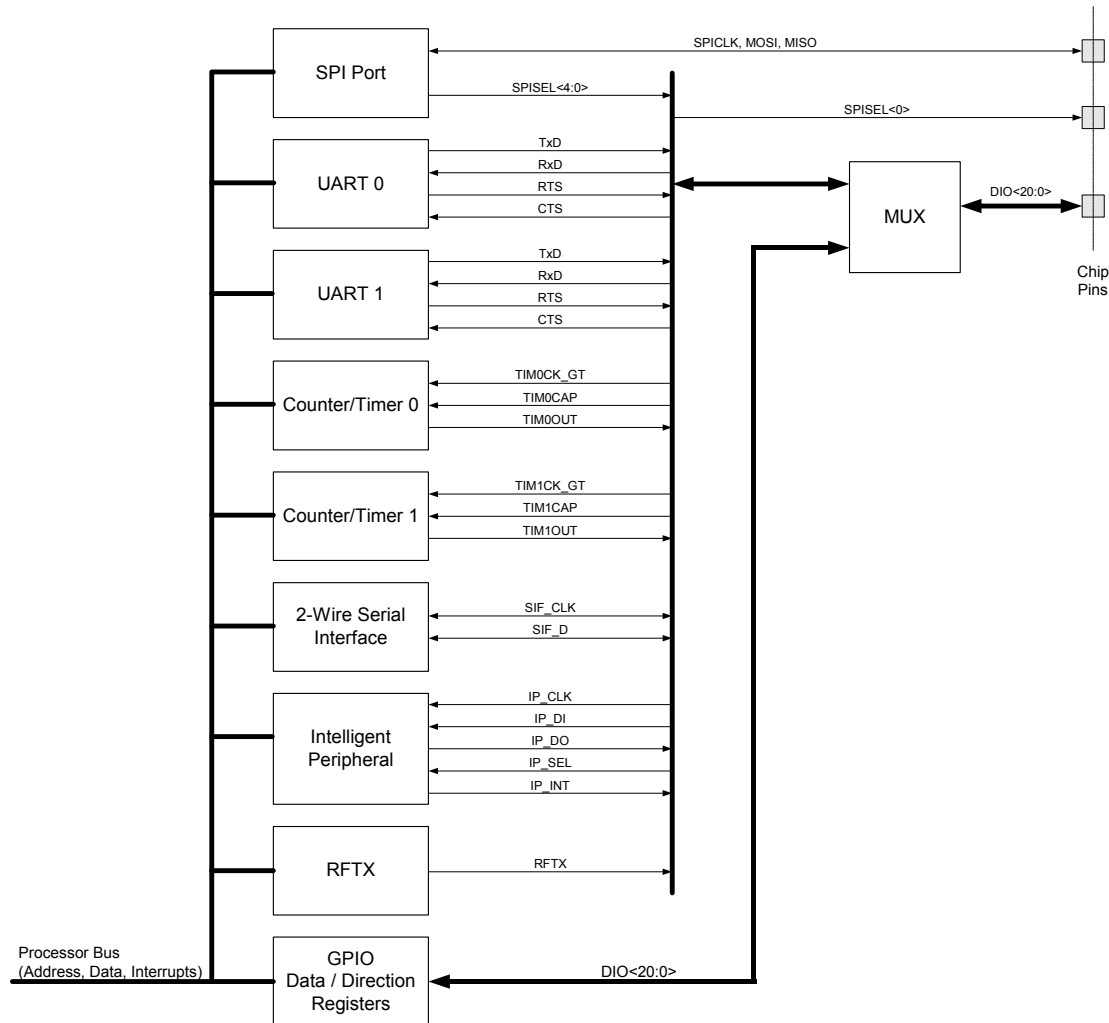 SPI Port
SPICLK, MOSI, MISO
SPISEL<4:0>
SPISEL<0>
UART 0
TxD
RxD
RTS
CTS
MUX
DIO<20:0>
Chip
Pins
UART 1
TxD
RxD
RTS
CTS
Counter/Timer 0
TIM0CK_GT
TIM0CAP
TIM0OUT
Counter/Timer 1
TIM1CK_GT
TIM1CAP
TIM1OUT
2-Wire Serial
Interface
SIF_CLK
SIF_D
Intelligent
Peripheral
IP_CLK
IP_DI
IP_DO
IP_SEL
IP_INT
RFTX
RFTX
Processor Bus
(Address, Data, Interrupts)
GPIO
Data / Direction
Registers
DIO<20:0>